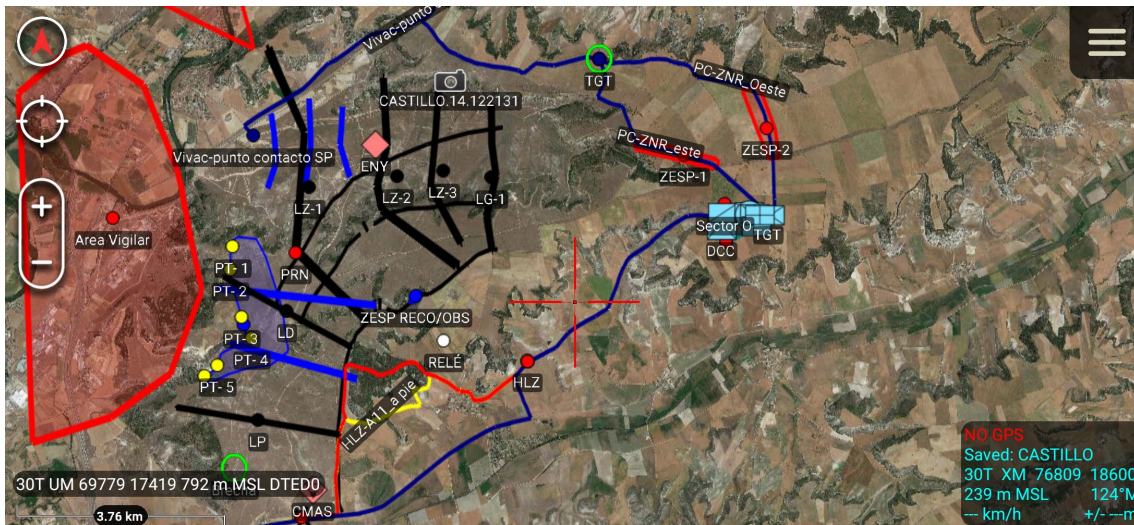 Vivac-punto
TGT
PC-ZNR_Oeste
CASTILLO.14.122131
Vivac-punto contacto SP
ENY
PC-ZNR_este
ZESP-2
ZESP-1
LZ-1
LZ-2
LZ-3
LG-1
Area Vigilar
Sector O
TGT
DCC
PT- 1
PRN
PT- 2
LD
ZESP RECO/OBS
PT- 3
RELÉ
PT- 4
PT- 5
HLZ
HLZ-A11_a pie
LP
NO GPS
Saved: CASTILLO
30T XM 76809 18600
239 m MSL 124°M
--- km/h +/- ---m
30T UM 69779 17419 792 m MSL DTED0
Brecha
CMAS
3.76 km